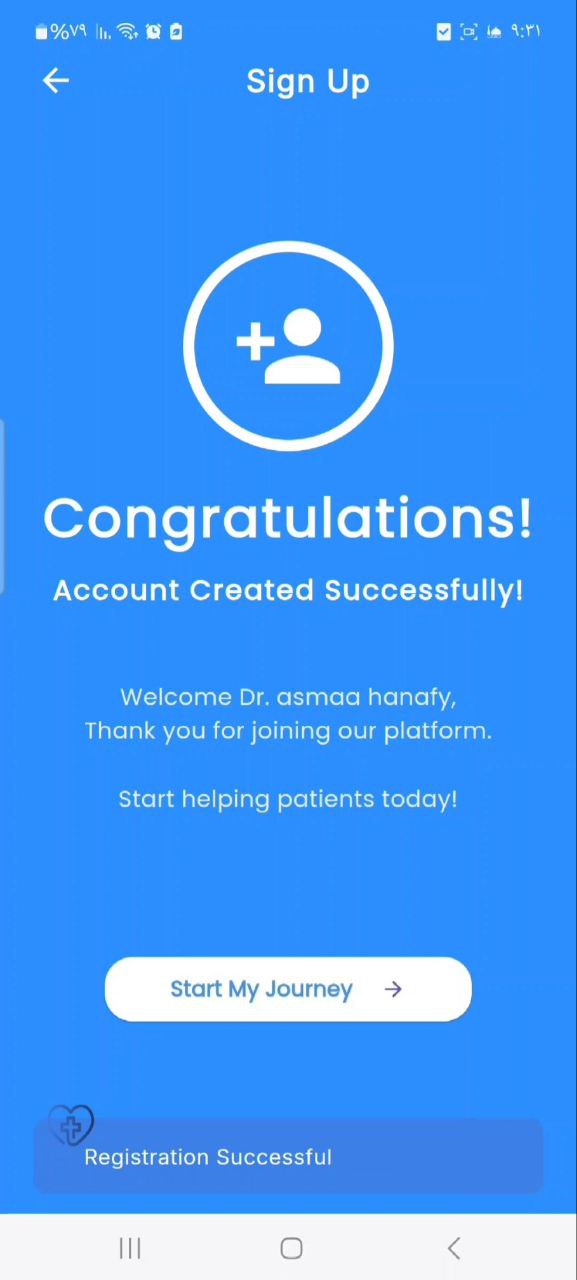 %٧٩
٩:٣١
Sign Up
Congratulations!
Account Created Successfully!
Welcome Dr. asmaa hanafy,
Thank you for joining our platform.
Start helping patients today!
Start My Journey
Registration Successful